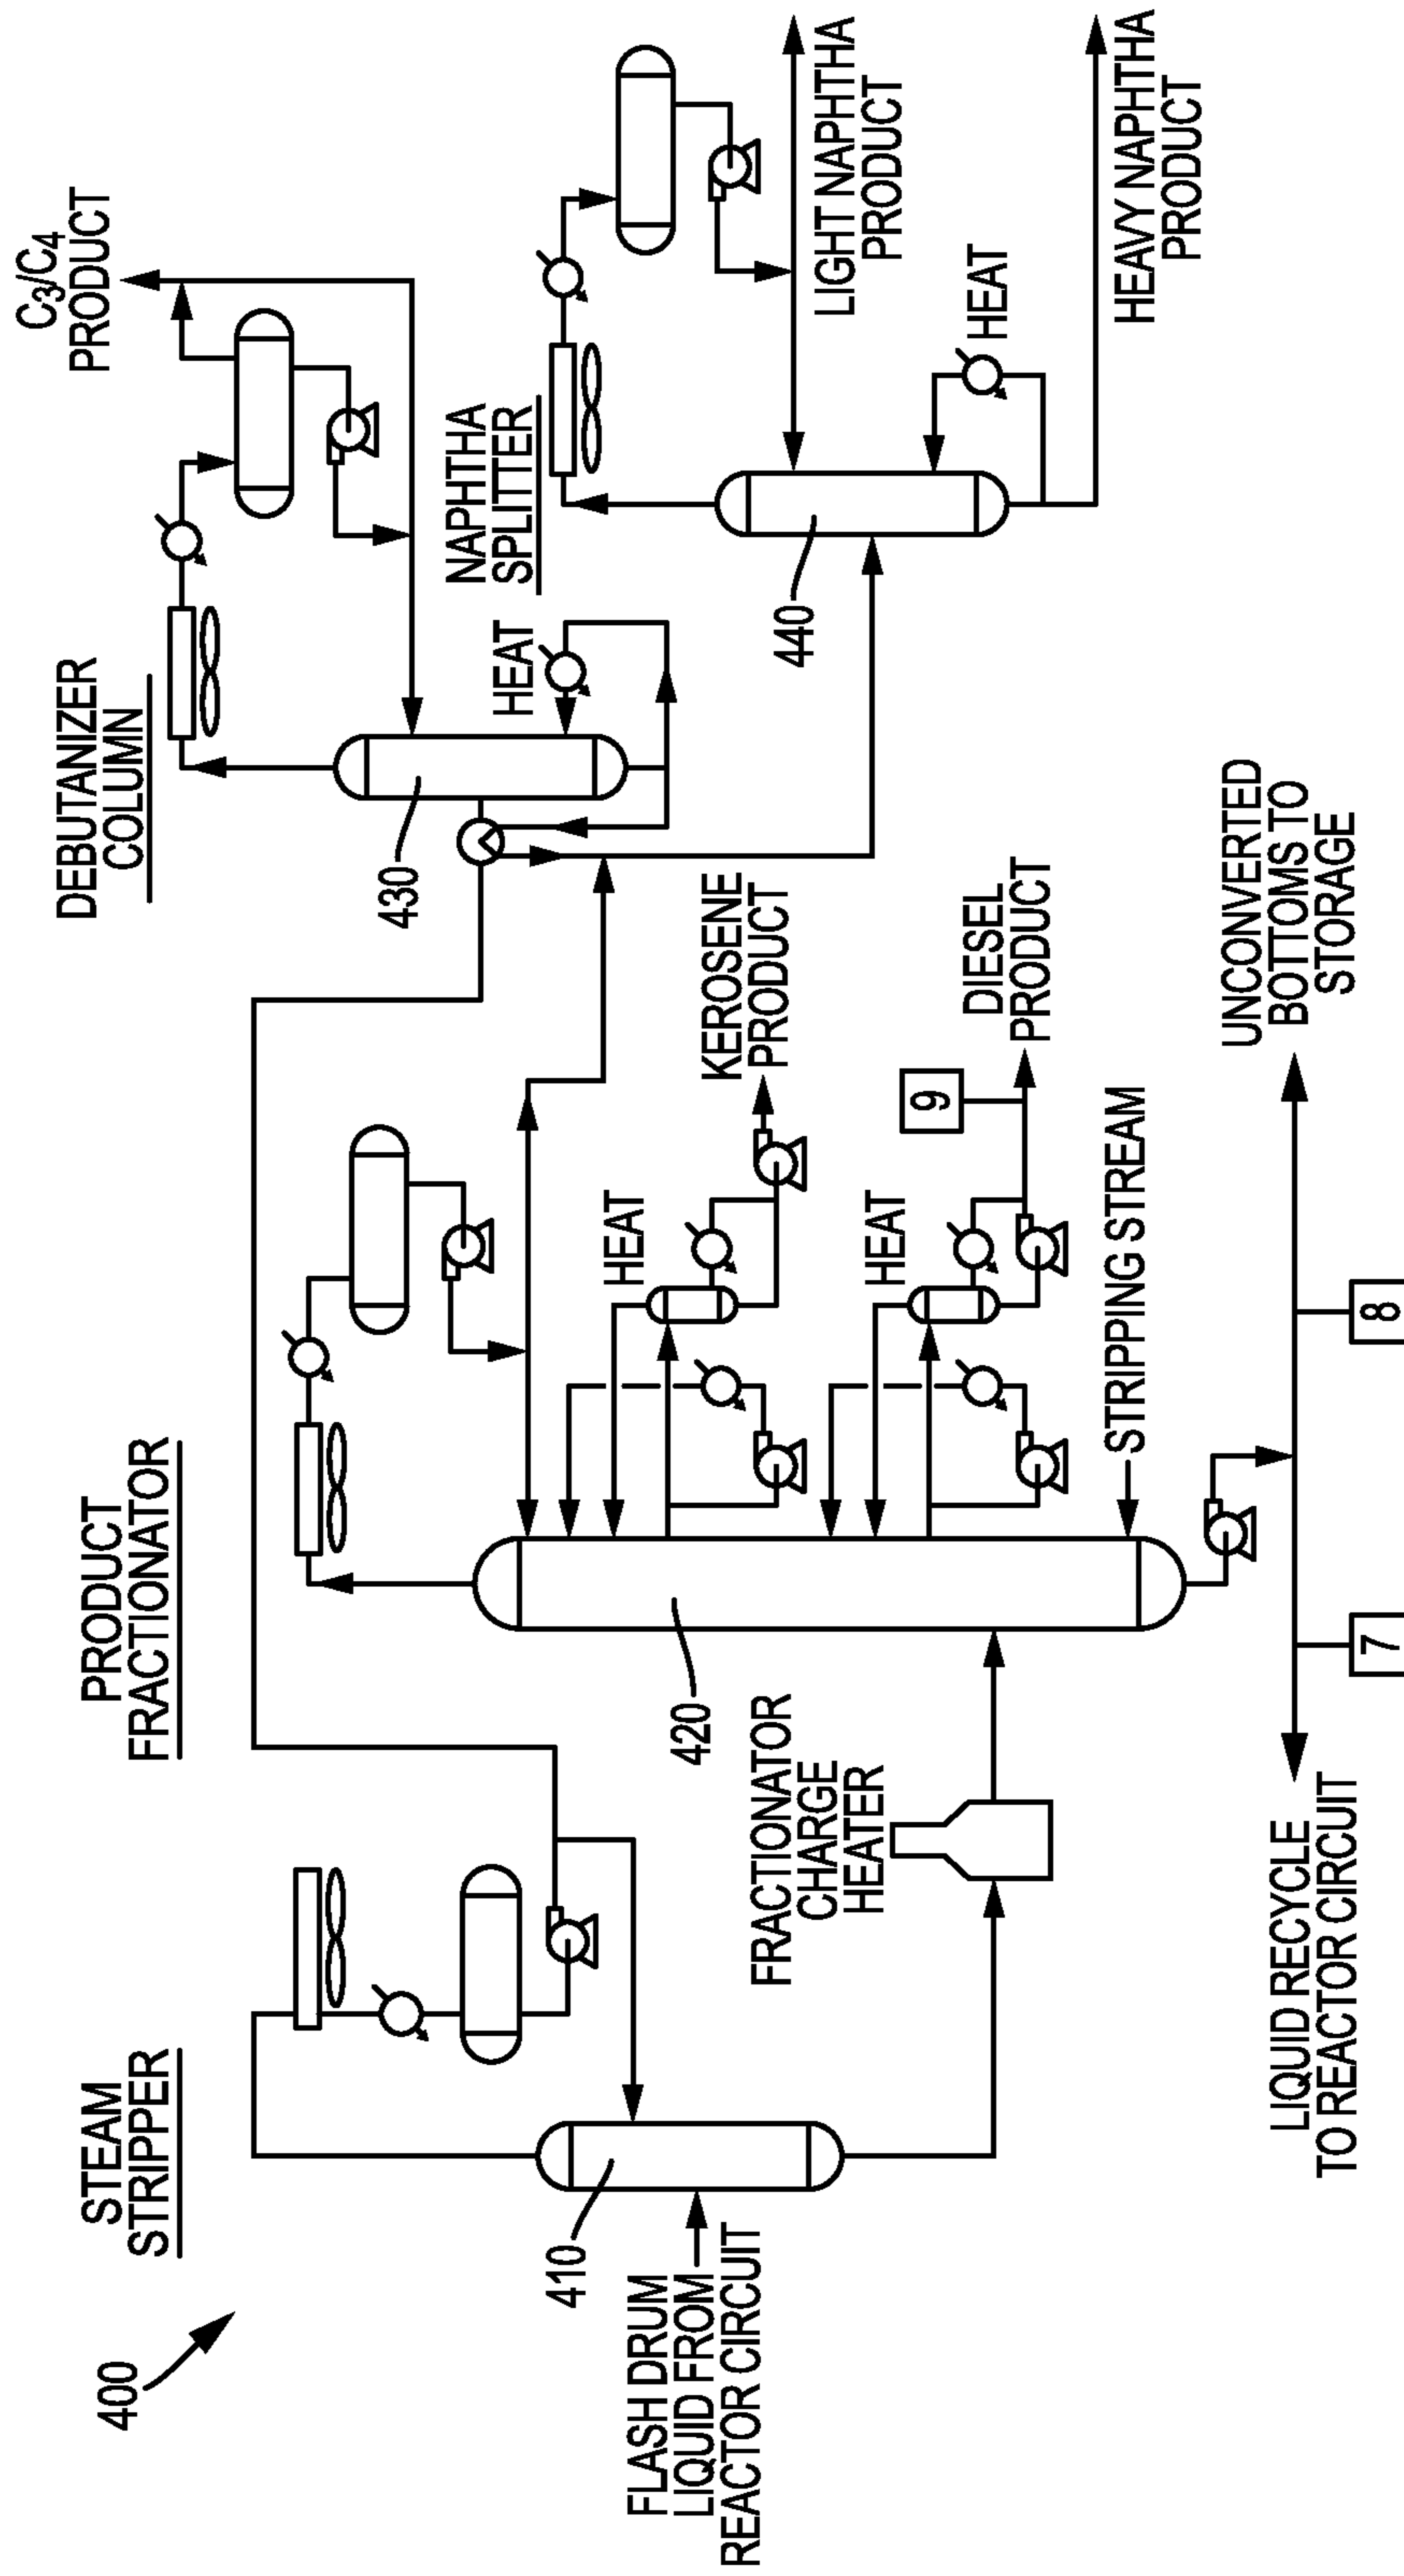 400
STEAM
STRIPPER
PRODUCT
FRACTIONATOR
DEBUTANIZER
COLUMN
C3/C4
PRODUCT
NAPHTHA
SPLITTER
410
FLASH DRUM
LIQUID FROM
REACTOR CIRCUIT
FRACTIONATOR
CHARGE
HEATER
420
HEAT
KEROSENE
PRODUCT
HEAT
9
DIESEL
PRODUCT
STRIPPING STREAM
430
HEAT
440
HEAT
LIGHT NAPHTHA
PRODUCT
HEAVY NAPHTHA
PRODUCT
LIQUID RECYCLE
TO REACTOR CIRCUIT
7
8
UNCONVERTED
BOTTOMS TO
STORAGE